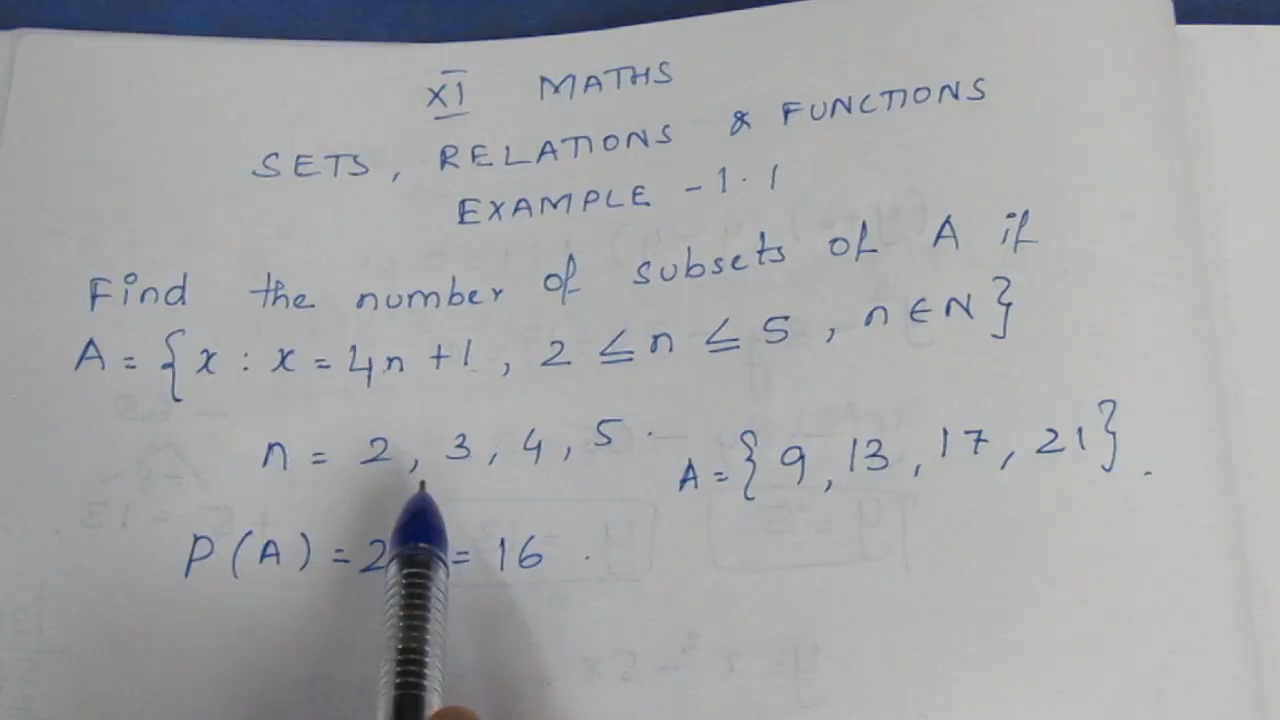 XI MATHS
SETS, RELATIONS & FUNCTIONS
EXAMPLE - 1.1
Find the number of subsets of A if
A = {x : x = 4n + 1, 2 ≤ n ≤ 5, n ∈ N}
n = 2, 3, 4, 5. A = {9, 13, 17, 21}.
P(A) = 2 = 16.